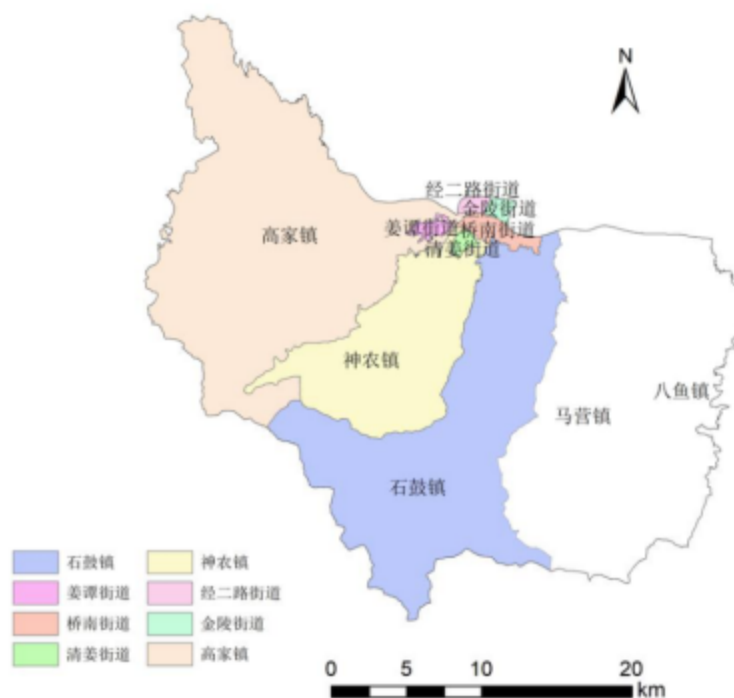 N
经二路街道
金陵街道
姜谭街道
桥南街道
清姜街道
高家镇
神农镇
八鱼镇
马营镇
石鼓镇
石鼓镇 神农镇
姜谭街道 经二路街道
桥南街道 金陵街道
清姜街道 高家镇
0 5 10 20
km